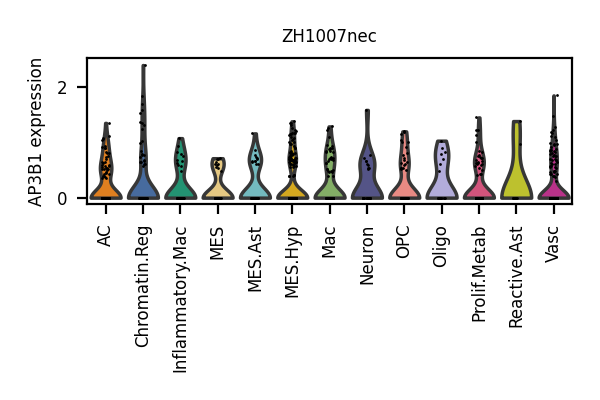 ZH1007nec
AP3B1 expression
2
0
AC
Chromatin.Reg
Inflammatory.Mac
MES
MES.Ast
MES.Hyp
Mac
Neuron
OPC
Oligo
Prolif.Metab
Reactive.Ast
Vasc